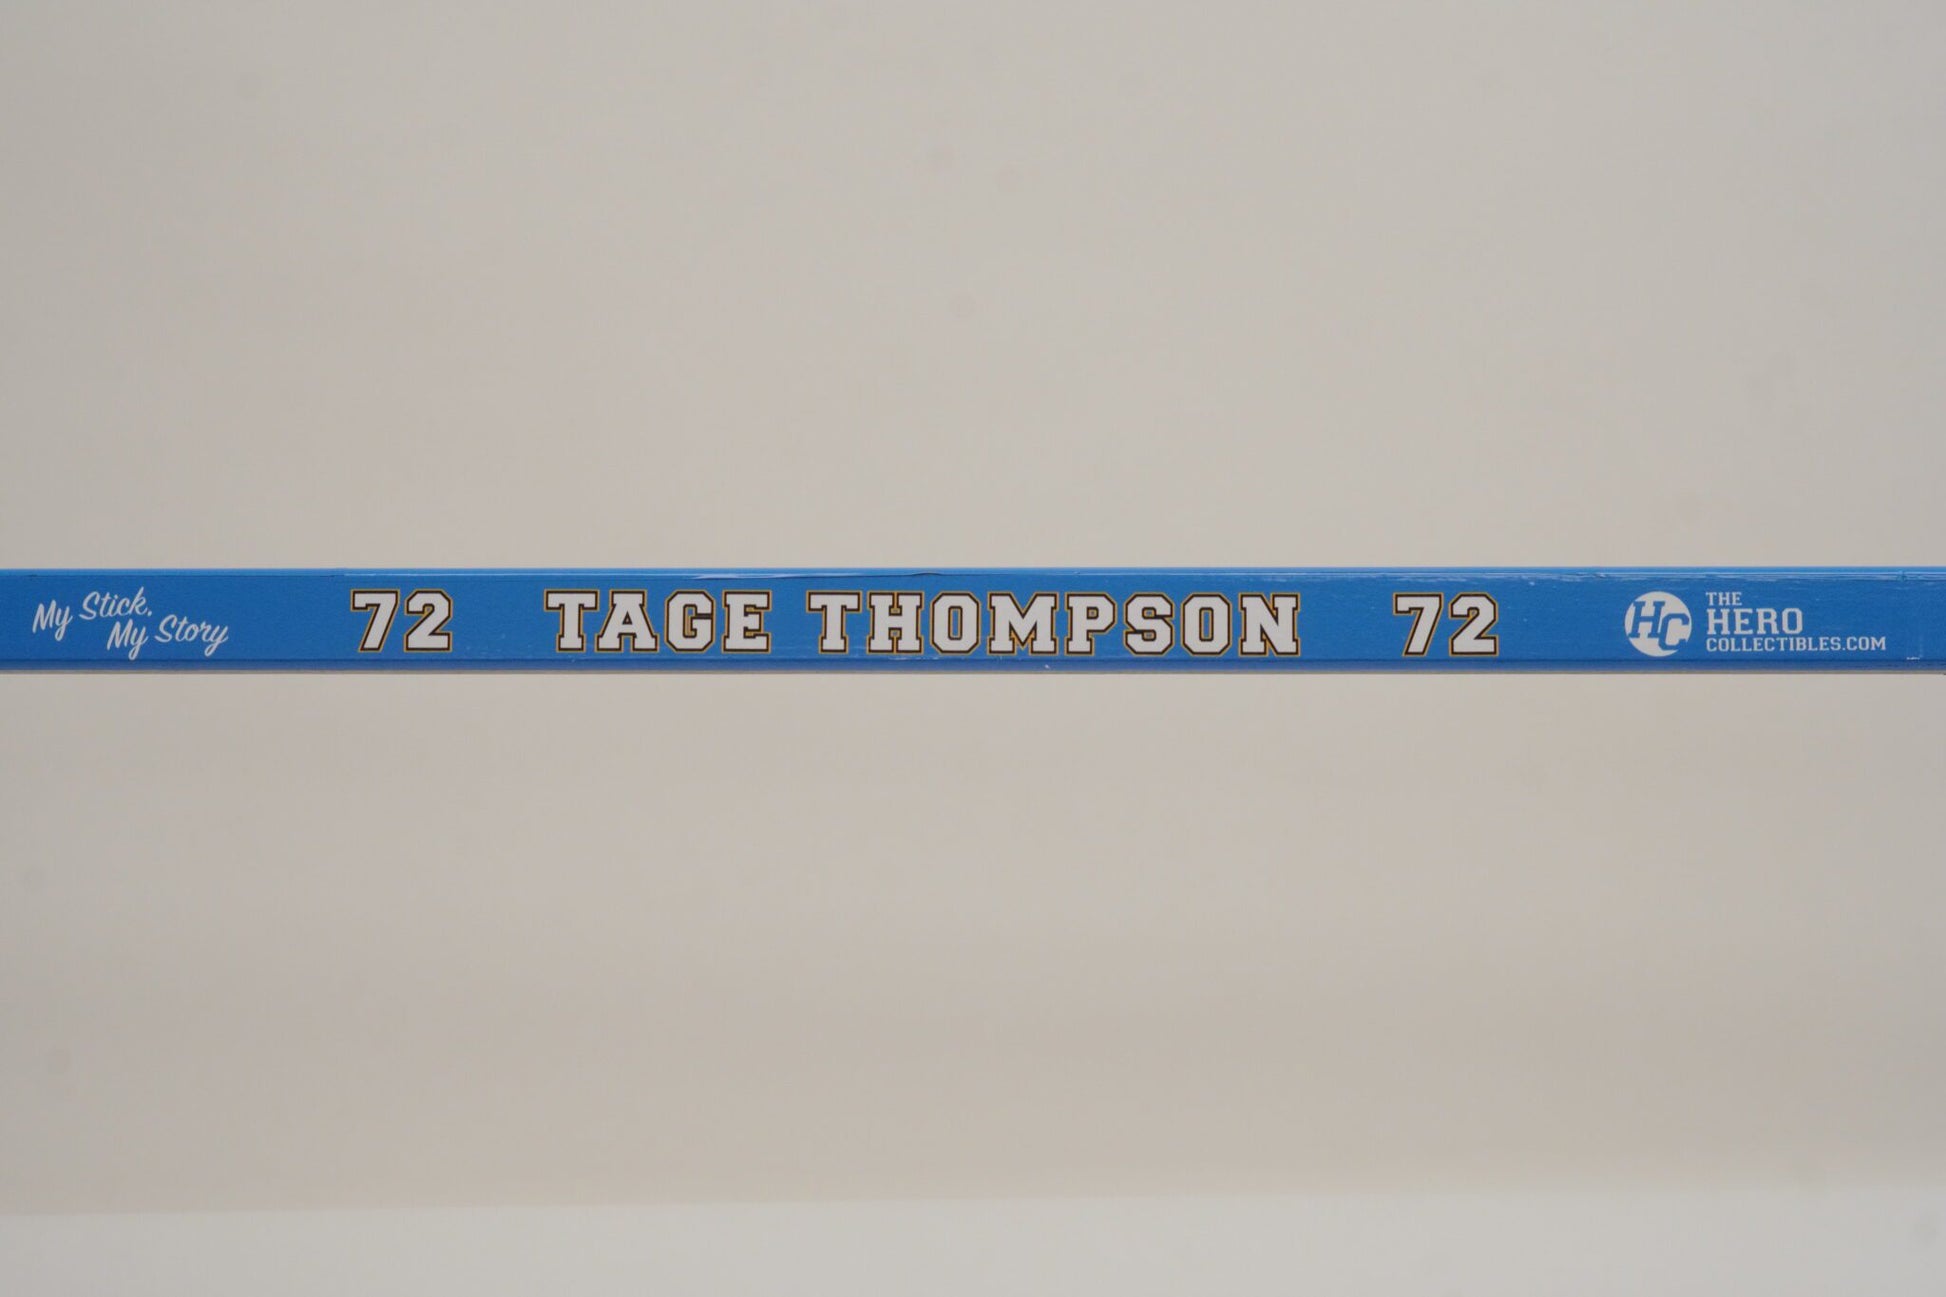 My Stick,
My Story
72 TAGE THOMPSON 72
HC
THE
HERO
COLLECTIBLES.COM